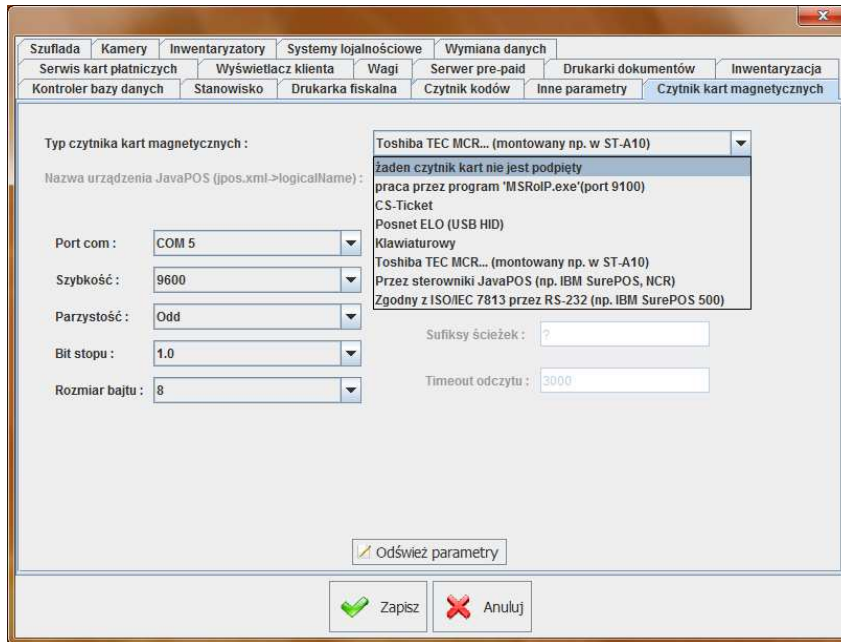 Szuflada Kamery Inwentaryzatory Systemy lojalnościowe Wymiana danych
Serwis kart płatniczych Wyświetlacz klienta Wagi Serwer pre-paid Drukarki dokumentów Inwentaryzacja
Kontroler bazy danych Stanowisko Drukarka fiskalna Czytnik kodów Inne parametry Czytnik kart magnetycznych
Typ czytnika kart magnetycznych : Toshiba TEC MCR... (montowany np. w ST-A10)
żaden czytnik kart nie jest podpięty
Nazwa urządzenia JavaPOS (jpos.xml->logicalName) :
praca przez program 'MSRoIP.exe'(port 9100)
CS-Ticket
Posnet ELO (USB HID)
Klawiaturowy
Toshiba TEC MCR... (montowany np. w ST-A10)
Przez sterowniki JavaPOS (np. IBM SurePOS, NCR)
Zgodny z ISO/IEC 7813 przez RS-232 (np. IBM SurePOS 500)
Port com : COM 5
Szybkość : 9600
Parzystość : Odd
Bit stopu : 1.0
Rozmiar bajtu : 8
Sufiksy ścieżek : ?
Timeout odczytu : 3000
Odśwież parametry
Zapisz Anuluj